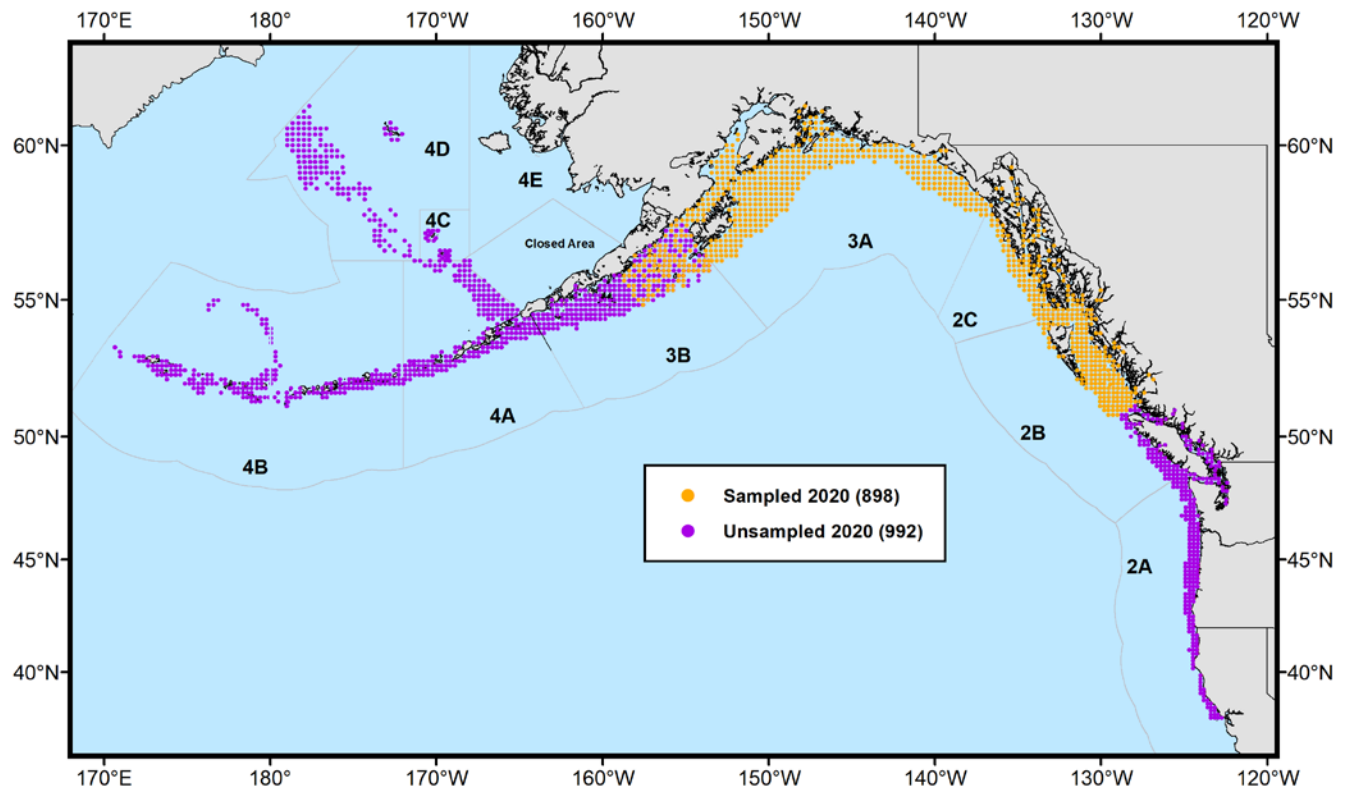 170°E 180° 170°W 160°W 150°W 140°W 130°W 120°W
60°N 4D 60°N
4E
4C
Closed Area 3A
55°N 55°N
2C
3B
4A
50°N 2B 50°N
4B
Sampled 2020 (898)
Unsampled 2020 (992)
45°N 2A 45°N
40°N 40°N
170°E 180° 170°W 160°W 150°W 140°W 130°W 120°W